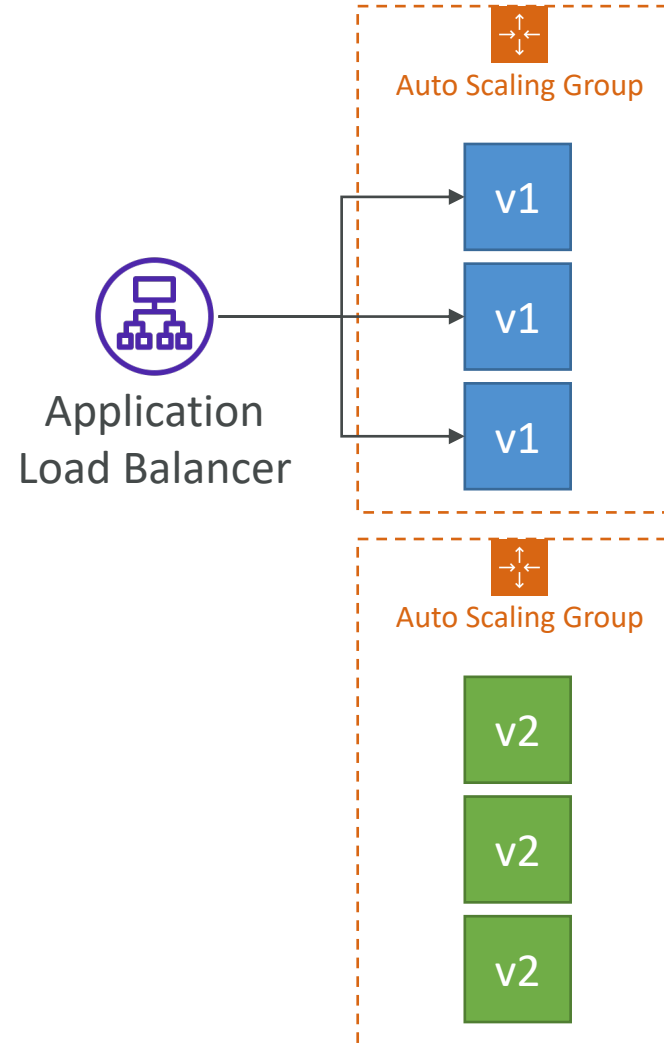 Auto Scaling Group
v1
v1
v1
Application
Load Balancer
Auto Scaling Group
v2
v2
v2